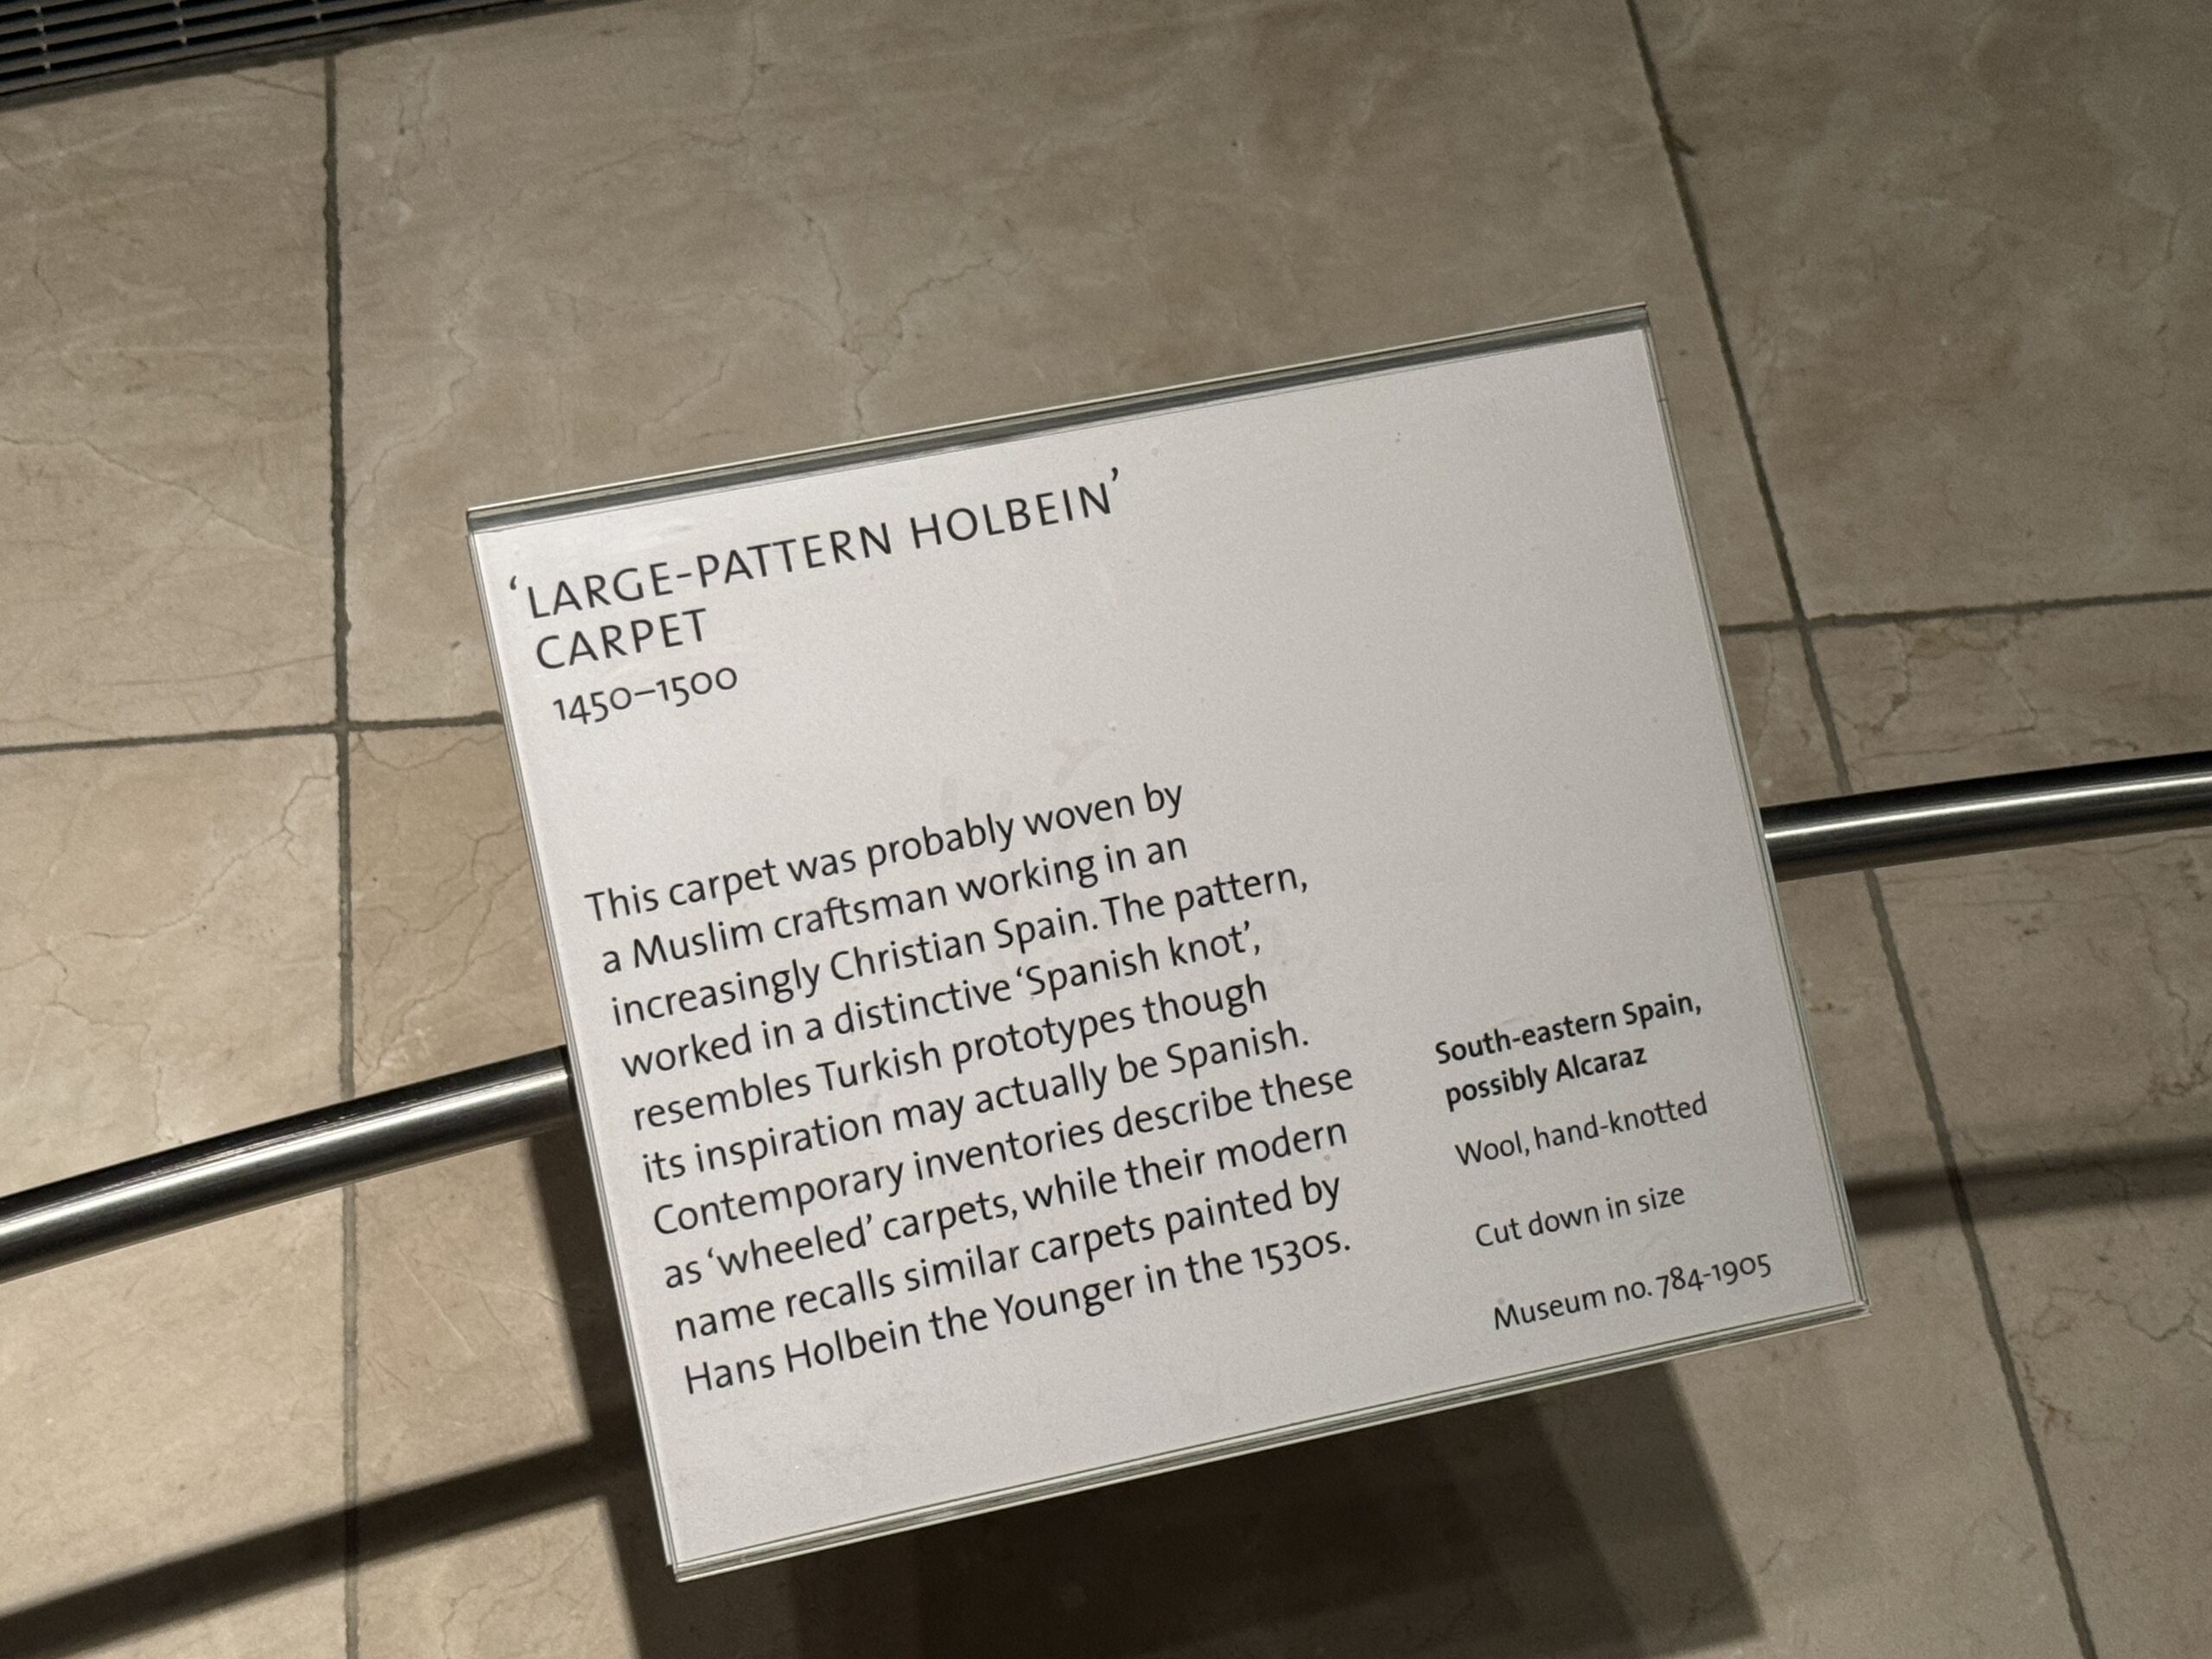 ‘LARGE-PATTERN HOLBEIN’
CARPET
1450–1500
This carpet was probably woven by
a Muslim craftsman working in an
increasingly Christian Spain. The pattern,
worked in a distinctive ‘Spanish knot’,
resembles Turkish prototypes though
its inspiration may actually be Spanish.
Contemporary inventories describe these
as ‘wheeled’ carpets, while their modern
name recalls similar carpets painted by
Hans Holbein the Younger in the 1530s.
South-eastern Spain,
possibly Alcaraz
Wool, hand-knotted
Cut down in size
Museum no. 784-1905